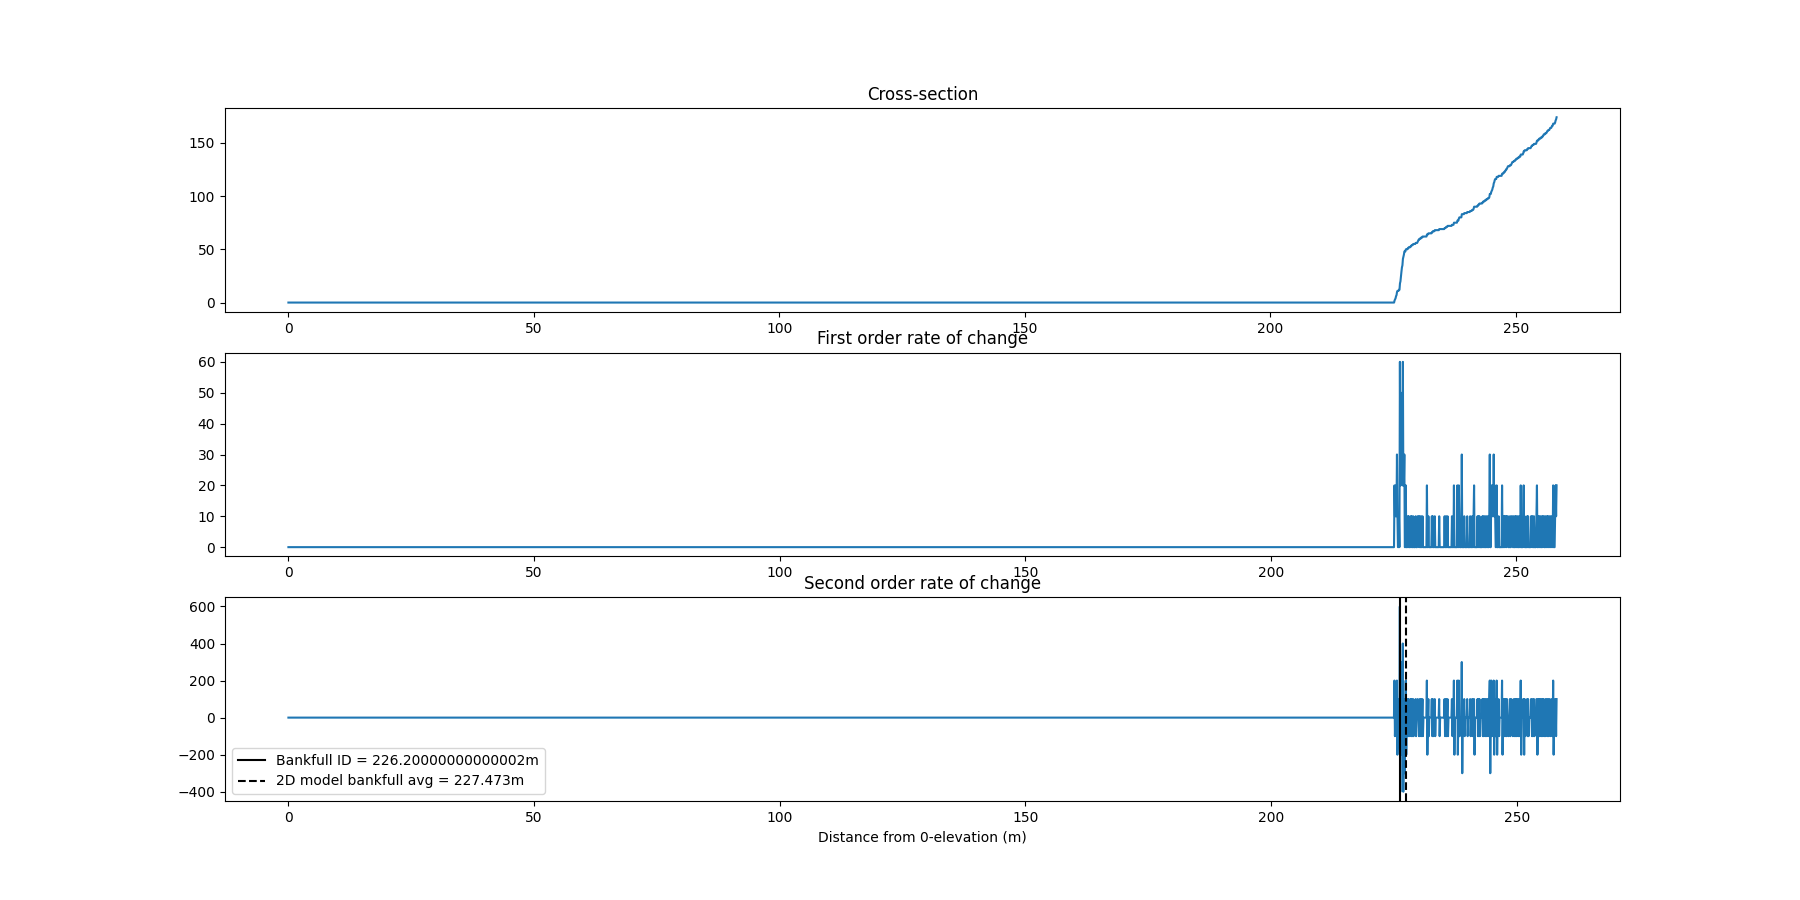 Cross-section
150
100
50
0
0 50 100 150 200 250
First order rate of change
60
50
40
30
20
10
0
0 50 100 150 200 250
Second order rate of change
600
400
200
0
−200
−400
Bankfull ID = 226.20000000000002m
2D model bankfull avg = 227.473m
0 50 100 150 200 250
Distance from 0-elevation (m)